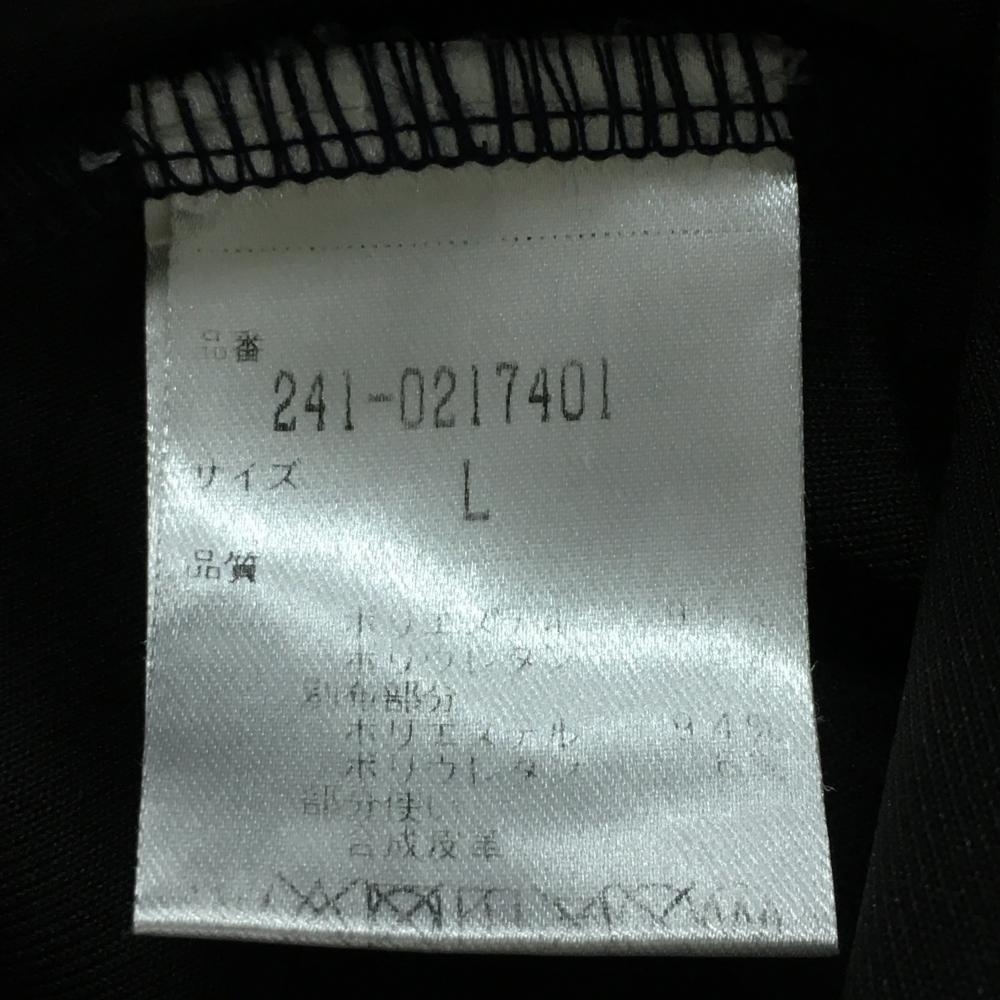 品番
241-0217401
サイズ L
品質
ポリエステル
ポリウレタン
別布部分
ポリエステル 94%
ポリウレタン 6%
部分使い
合成皮革